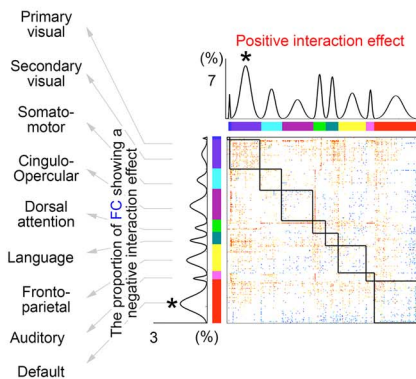 Primary
visual
Secondary
visual
Somato-
motor
Cingulo-
Opercular
Dorsal
attention
Language
Fronto-
parietal
Auditory
Default
The proportion of FC showing a
negative interaction effect
Positive interaction effect
(%)
7
*
*
3
(%)